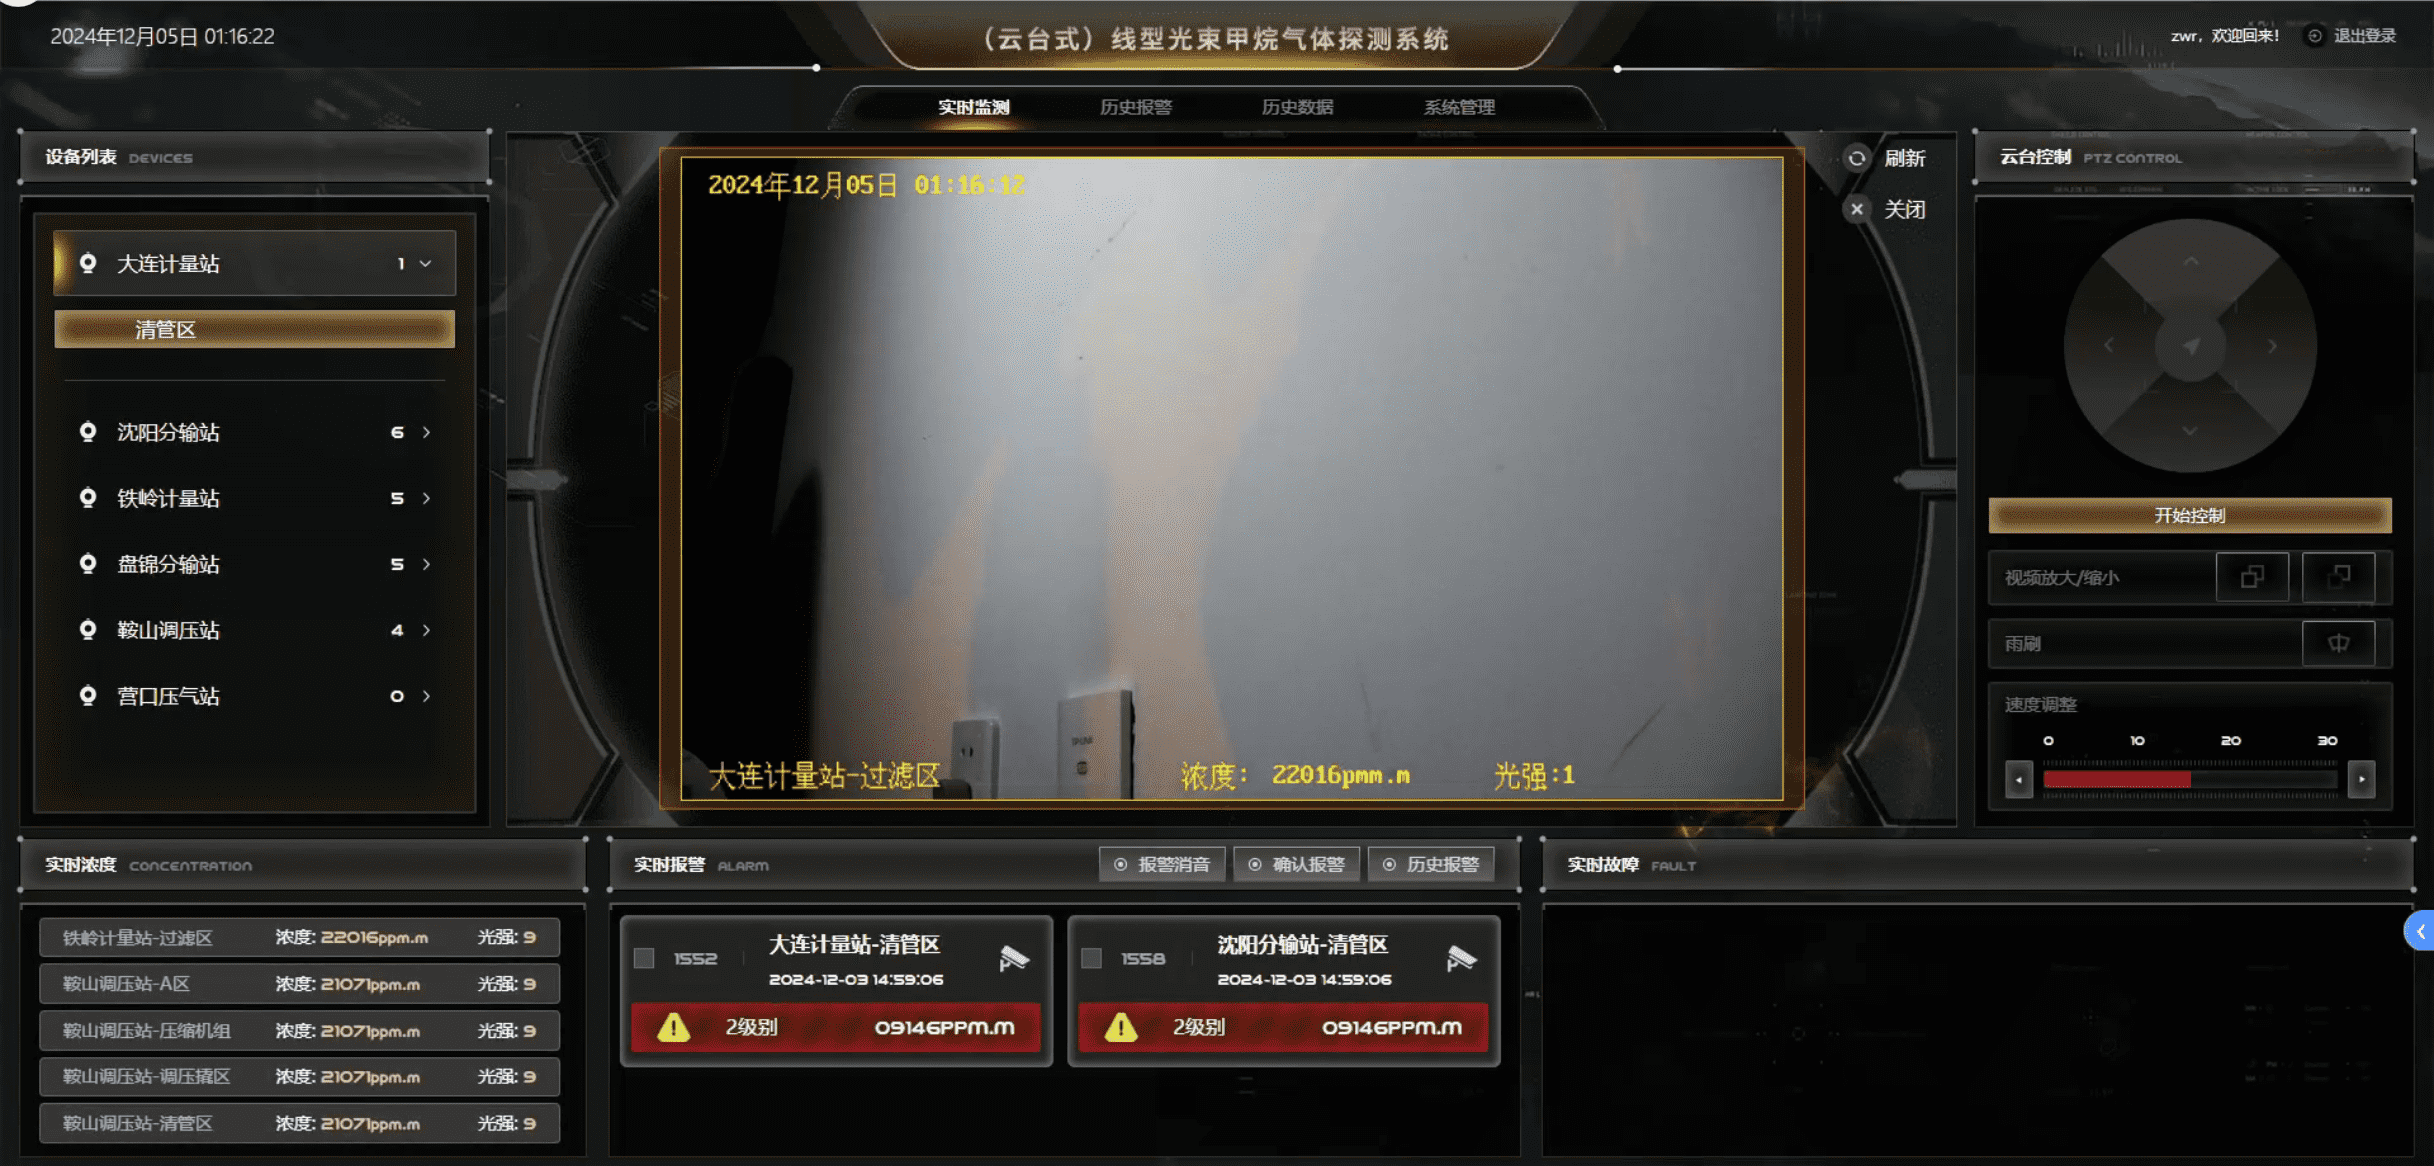 2024年12月05日 01:16:22
（云台式）线型光束甲烷气体探测系统
zwr，欢迎回来！ 退出登录
实时监测 历史报警 历史数据 系统管理
设备列表 DEVICES
大连计量站 1
清管区
沈阳分输站 6
铁岭计量站 5
盘锦分输站 5
鞍山调压站 4
营口压气站 0
2024年12月05日 01:16:12
大连计量站-过滤区 浓度: 22016pmm.m 光强:1
刷新
关闭
云台控制 PTZ CONTROL
开始控制
视频放大/缩小
雨刷
速度调整
0 10 20 30
实时浓度 CONCENTRATION
铁岭计量站-过滤区 浓度: 22016ppm.m 光强: 9
鞍山调压站-A区 浓度: 21071ppm.m 光强: 9
鞍山调压站-压缩机组 浓度: 21071ppm.m 光强: 9
鞍山调压站-调压撬区 浓度: 21071ppm.m 光强: 9
鞍山调压站-清管区 浓度: 21071ppm.m 光强: 9
实时报警 ALARM
报警消音 确认报警 历史报警
1552 大连计量站-清管区
2024-12-03 14:59:06
2级别 09146PPM.M
1558 沈阳分输站-清管区
2024-12-03 14:59:06
2级别 09146PPM.M
实时故障 FAULT